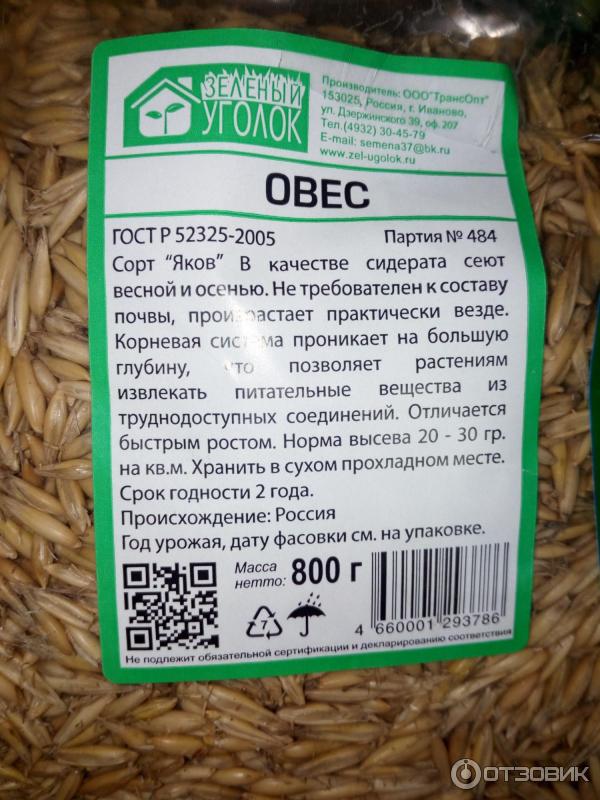 ЗЕЛЕНЫЙ
УГОЛОК
Производитель: ООО"ТрансОпт"
153025, Россия, г. Иваново,
ул. Дзержинского 39, оф. 207
Тел.(4932) 30-45-79
E-mail: semena37@bk.ru
www.zel-ugolok.ru
ОВЕС
ГОСТ Р 52325-2005 Партия № 484
Сорт "Яков" В качестве сидерата сеют
весной и осенью. Не требователен к составу
почвы, произрастает практически везде.
Корневая система проникает на большую
глубину, что позволяет растениям
извлекать питательные вещества из
труднодоступных соединений. Отличается
быстрым ростом. Норма высева 20 - 30 гр.
на кв.м. Хранить в сухом прохладном месте.
Срок годности 2 года.
Происхождение: Россия
Год урожая, дату фасовки см. на упаковке.
Масса
нетто: 800 г
7
4 660001 293786
Не подлежит обязательной сертификации и декларированию соответствия
ОТЗОВИК